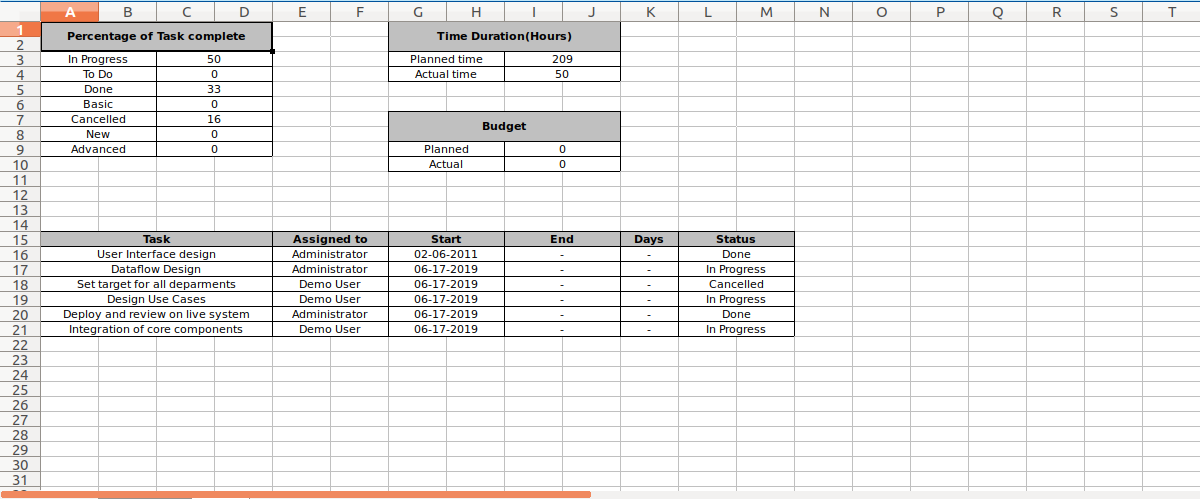 A B C D E F G H I J K L M N O P Q R S T
1 Percentage of Task complete Time Duration(Hours)
2
3 In Progress 50 Planned time 209
4 To Do 0 Actual time 50
5 Done 33
6 Basic 0
7 Cancelled 16 Budget
8 New 0
9 Advanced 0 Planned 0
10 Actual 0
11
12
13
14
15 Task Assigned to Start End Days Status
16 User Interface design Administrator 02-06-2011 - - Done
17 Dataflow Design Administrator 06-17-2019 - - In Progress
18 Set target for all deparments Demo User 06-17-2019 - - Cancelled
19 Design Use Cases Demo User 06-17-2019 - - In Progress
20 Deploy and review on live system Administrator 06-17-2019 - - Done
21 Integration of core components Demo User 06-17-2019 - - In Progress
22
23
24
25
26
27
28
29
30
31